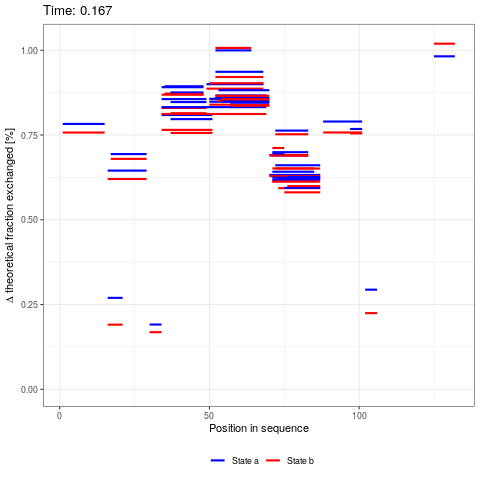 Time: 0.167
Δ theoretical fraction exchanged [%]
1.00
0.75
0.50
0.25
0.00
0 50 100
Position in sequence
State a State b